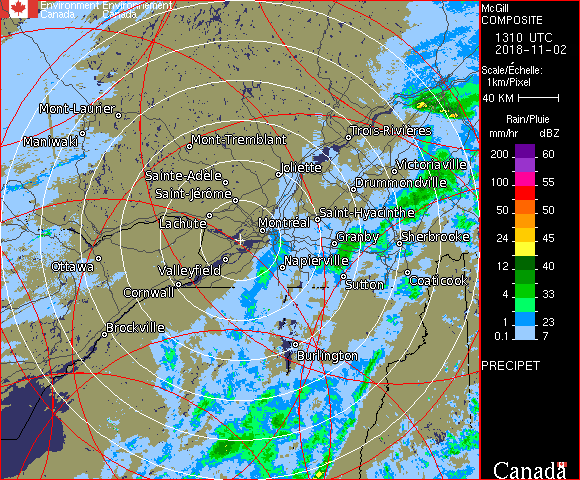 Environment Environnement
Canada Canada
Mont-Laurier
Maniwaki
Mont-Tremblant
Trois-Rivières
Sainte-Adèle
Joliette
Victoriaville
Saint-Jérôme
Drummondville
Lachute
Montréal
Saint-Hyacinthe
Granby
Sherbrooke
Ottawa
Valleyfield
Napierville
Cornwall
Sutton
Coaticook
Brockville
Burlington
McGill
COMPOSITE
1310 UTC
2018-11-02
Scale/Échelle:
1km/Pixel
40 KM
Rain/Pluie
mm/hr dBZ
200 60
100 55
50 50
24 45
12 40
4 33
1 23
0.1 7
PRECIPET
Canada